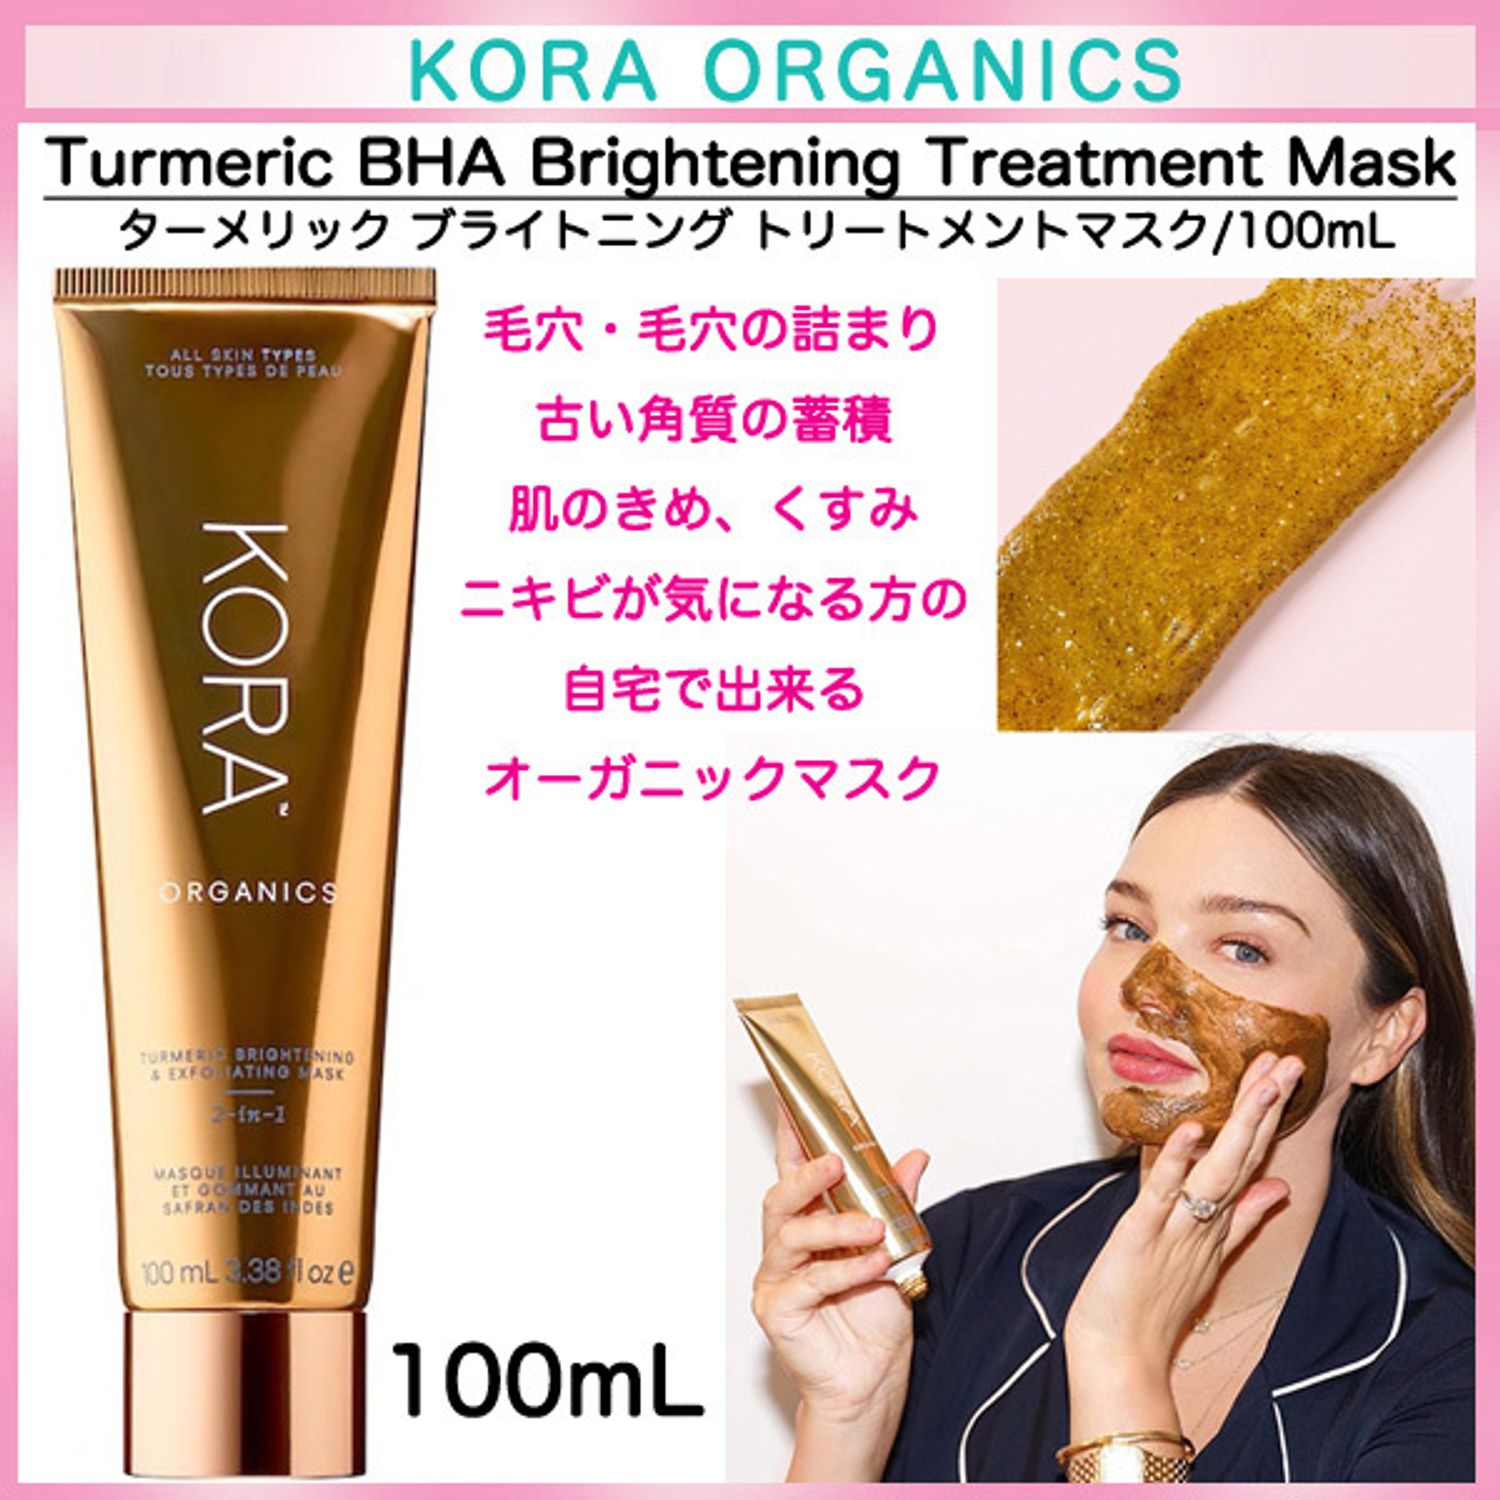 KORA ORGANICS
Turmeric BHA Brightening Treatment Mask
ターメリック ブライトニング トリートメントマスク/100mL
ALL SKIN TYPES
TOUS TYPES DE PEAU
KORA™
ORGANICS
TURMERIC BRIGHTENING
& EXFOLIATING MASK
2-in-1
MASQUE ILLUMINANT
ET GOMMANT AU
SAFRAN DES INDES
100 mL 3.38 fl oz e
毛穴・毛穴の詰まり
古い角質の蓄積
肌のきめ、くすみ
ニキビが気になる方の
自宅で出来る
オーガニックマスク
100mL
KORA